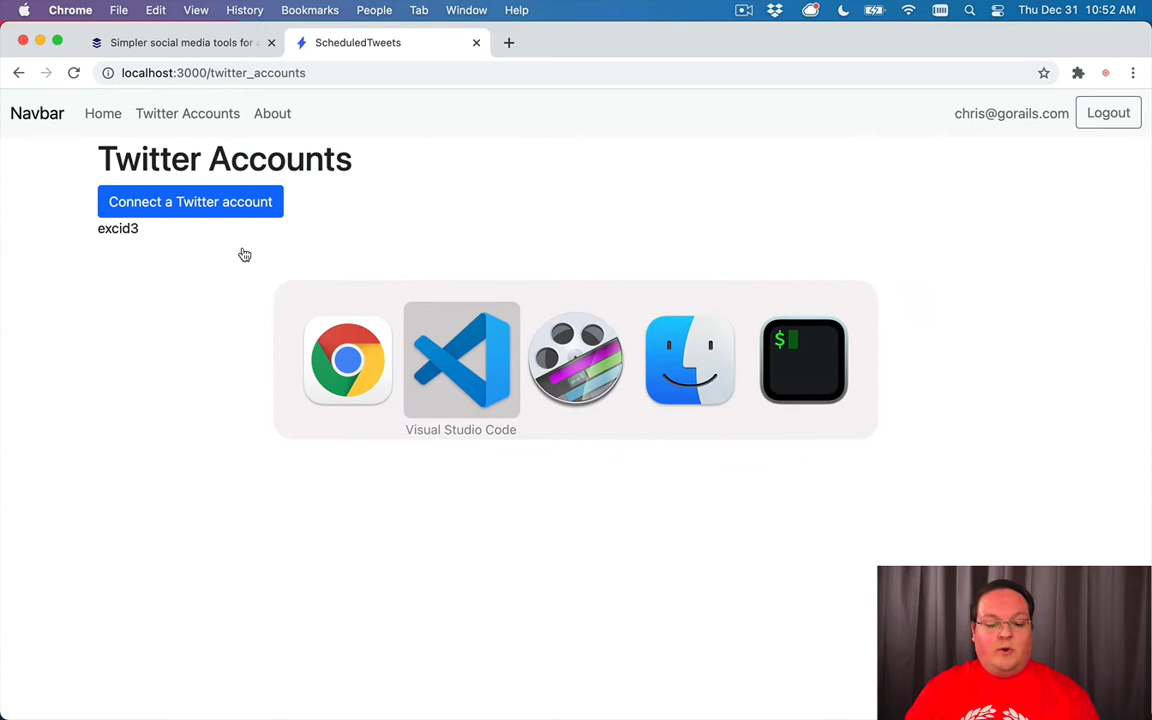 Chrome File Edit View History Bookmarks People Tab Window Help Thu Dec 31 10:52 AM
Simpler social media tools for
ScheduledTweets
localhost:3000/twitter_accounts
Navbar Home Twitter Accounts About chris@gorails.com Logout
Twitter Accounts
Connect a Twitter account
excid3
$
Visual Studio Code